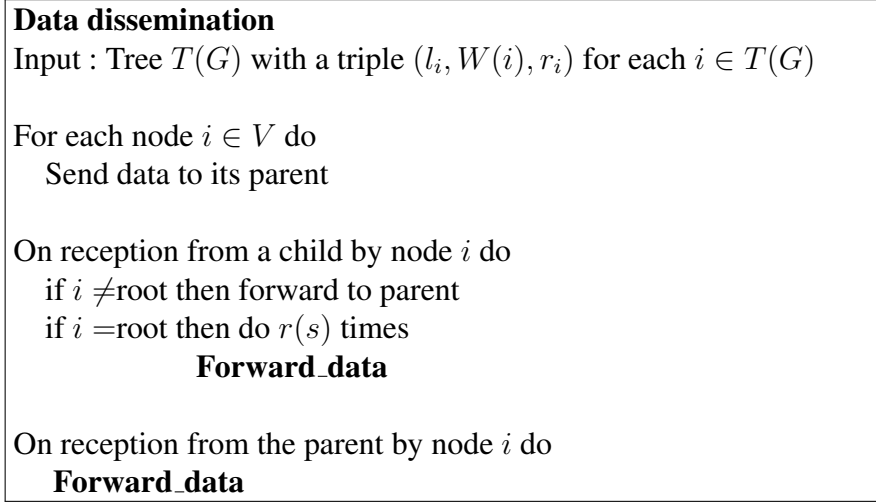 Data dissemination
Input : Tree T(G) with a triple (l_i, W(i), r_i) for each i ∈ T(G)
For each node i ∈ V do
Send data to its parent
On reception from a child by node i do
if i ≠root then forward to parent
if i =root then do r(s) times
Forward_data
On reception from the parent by node i do
Forward_data